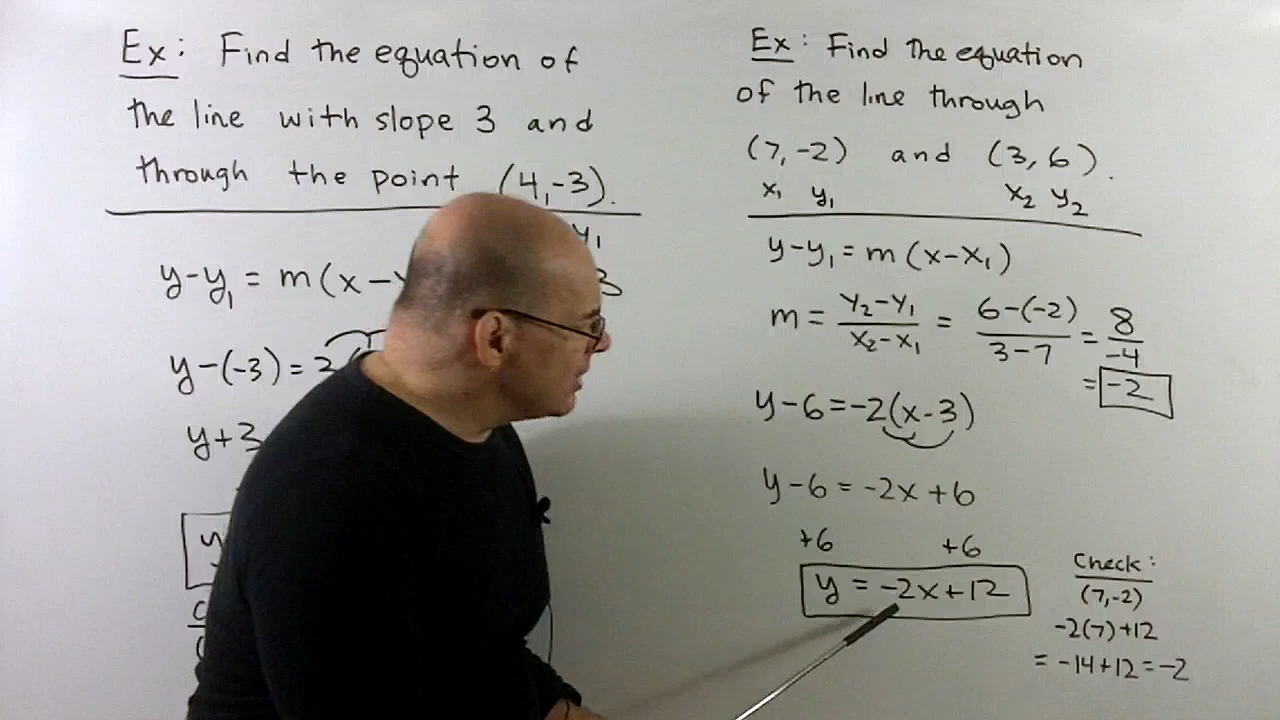 Ex: Find the equation of
the line with slope 3 and
through the point (4,-3).
y₁
y-y₁ = m(x-
3
y-(-3) =
y+3
y
Ex: Find the equation
of the line through
(7,-2) and (3,6).
x₁ y₁ x₂ y₂
y-y₁ = m(x-x₁)
m = y₂-y₁/x₂-x₁ = 6-(-2)/3-7 = 8/-4
= -2
y-6=-2(x-3)
y-6 = -2x+6
+6 +6
y = -2x+12
Check:
(7,-2)
-2(7)+12
= -14+12=-2